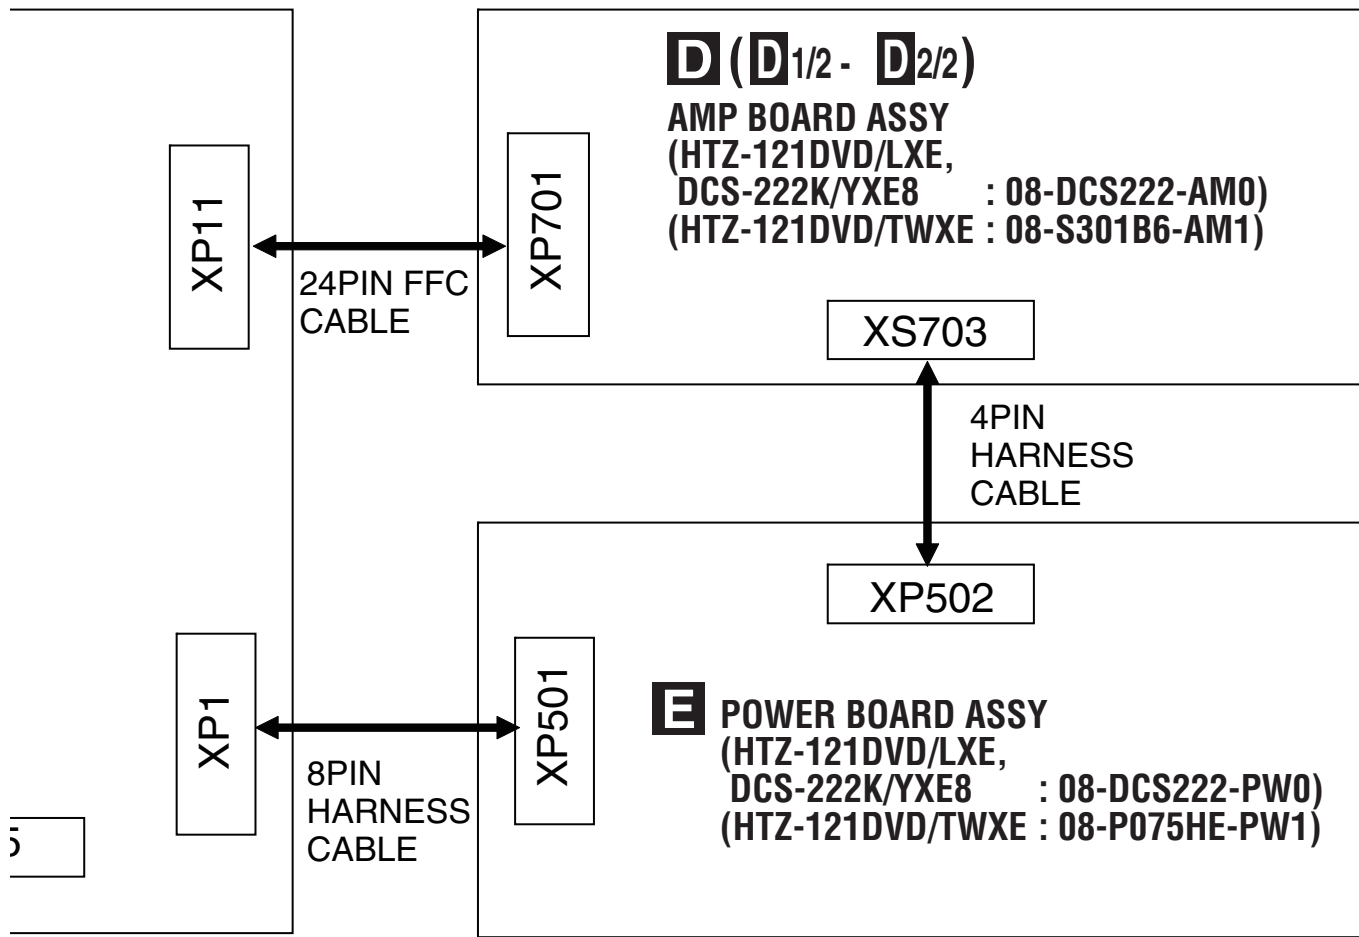 D (D 1/2 - D 2/2)
AMP BOARD ASSY
(HTZ-121DVD/LXE,
DCS-222K/YXE8 : 08-DCS222-AM0)
(HTZ-121DVD/TWXE : 08-S301B6-AM1)
XP11
XP701
24PIN FFC
CABLE
XS703
4PIN
HARNESS
CABLE
XP502
XP1
XP501
8PIN
HARNESS
CABLE
E POWER BOARD ASSY
(HTZ-121DVD/LXE,
DCS-222K/YXE8 : 08-DCS222-PW0)
(HTZ-121DVD/TWXE : 08-P075HE-PW1)